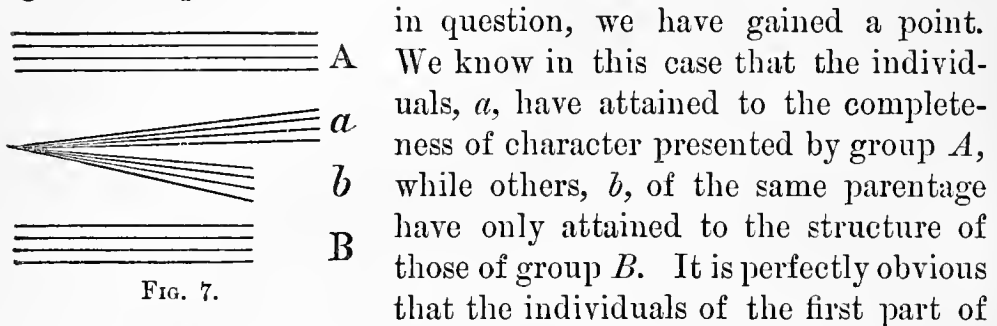 A
a
b
B
Fig. 7.
in question, we have gained a point.
We know in this case that the individ-
uals, a, have attained to the complete-
ness of character presented by group A,
while others, b, of the same parentage
have only attained to the structure of
those of group B. It is perfectly obvious
that the individuals of the first part of